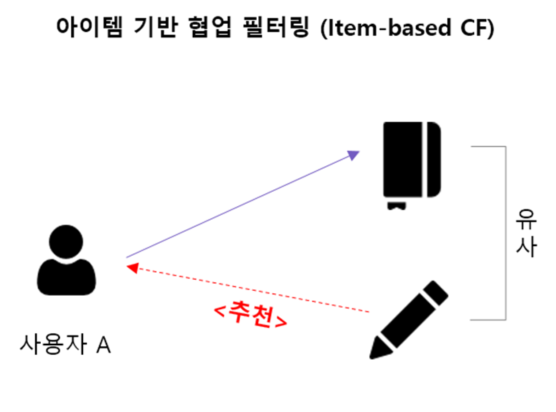 아이템 기반 협업 필터링 (Item-based CF)
유
사
<추천>
사용자 A